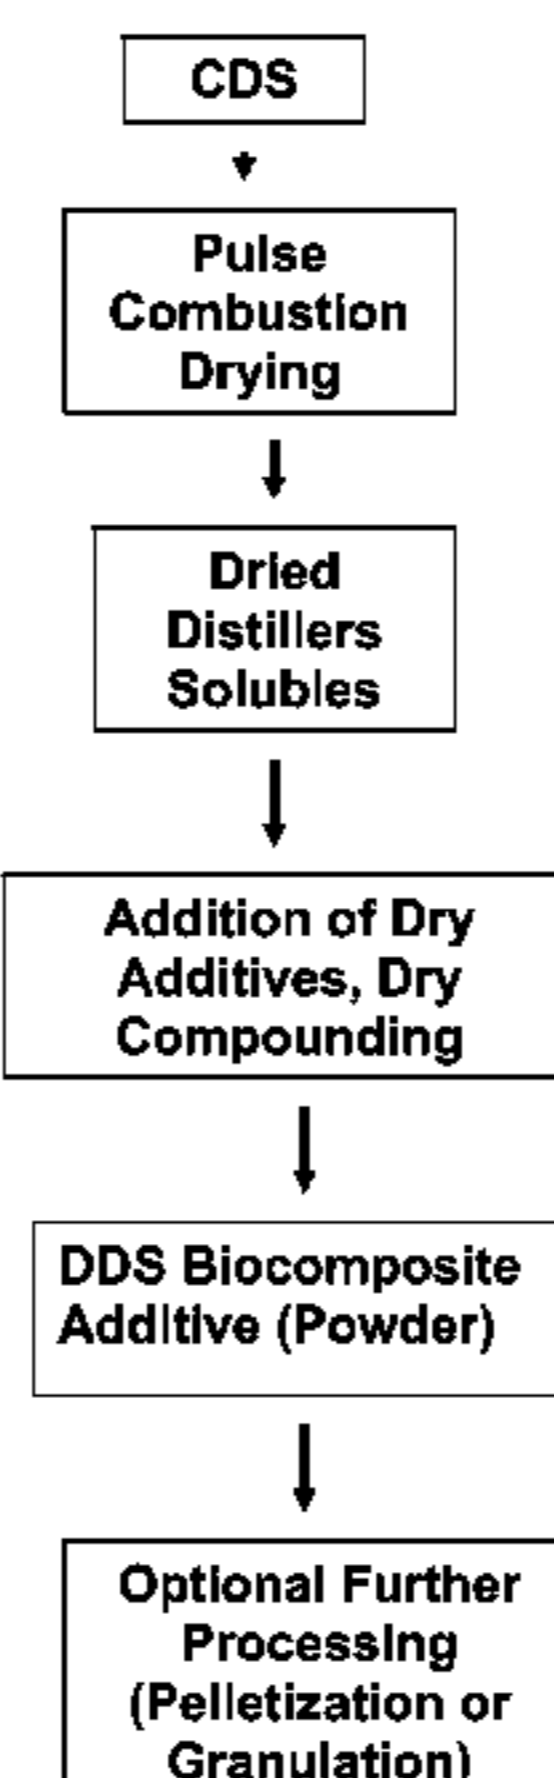 CDS
Pulse
Combustion
Drying
Dried
Distillers
Solubles
Addition of Dry
Additives, Dry
Compounding
DDS Biocomposite
Additive (Powder)
Optional Further
Processing
(Pelletization or
Granulation)